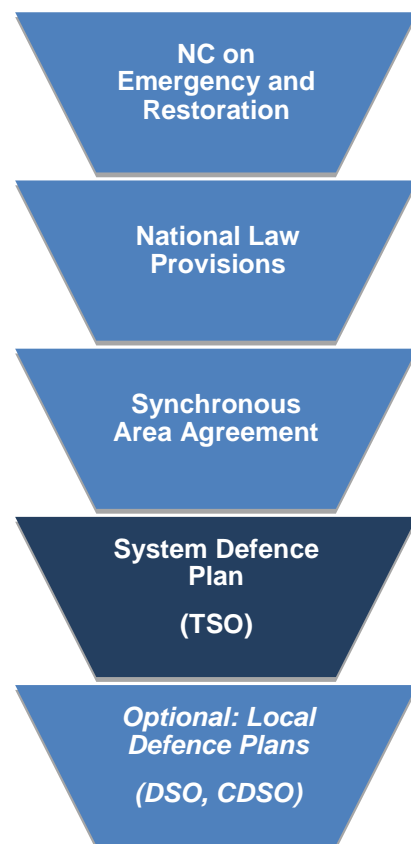 NC on
Emergency and
Restoration
National Law
Provisions
Synchronous
Area Agreement
System Defence
Plan
(TSO)
Optional: Local
Defence Plans
(DSO, CDSO)